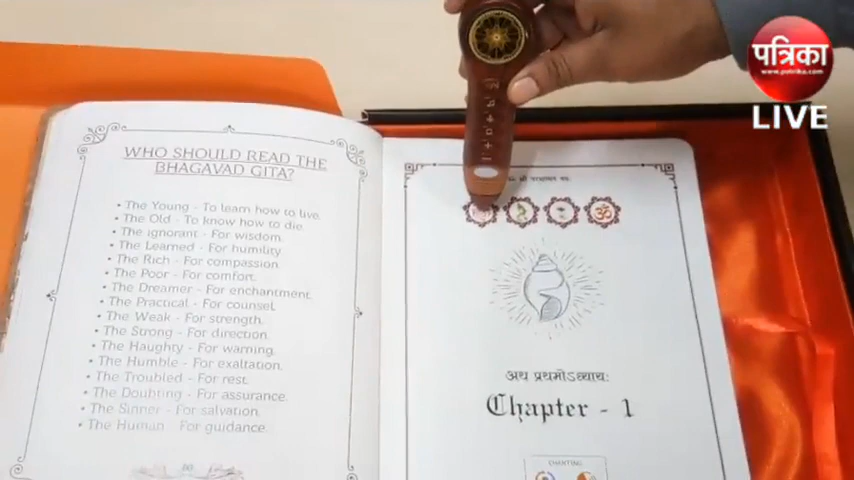 WHO SHOULD READ THE
BHAGAVAD GITA?
• The Young - To learn how to live.
• The Old - To know how to die.
• The Ignorant - For wisdom.
• The Learned - For humility.
• The Rich - For compassion.
• The Poor - For comfort.
• The Dreamer - For enchantment.
• The Practical - For counsel.
• The Weak - For strength.
• The Strong - For direction.
• The Haughty - For warning.
• The Humble - For exaltation.
• The Troubled - For rest.
• The Doubting - For assurance.
• The Sinner - For salvation.
• The Human - For guidance.
ॐ
अथ प्रथमोऽध्यायः
Chapter - 1
CHANTING
पत्रिका
www.patrika.com
LIVE